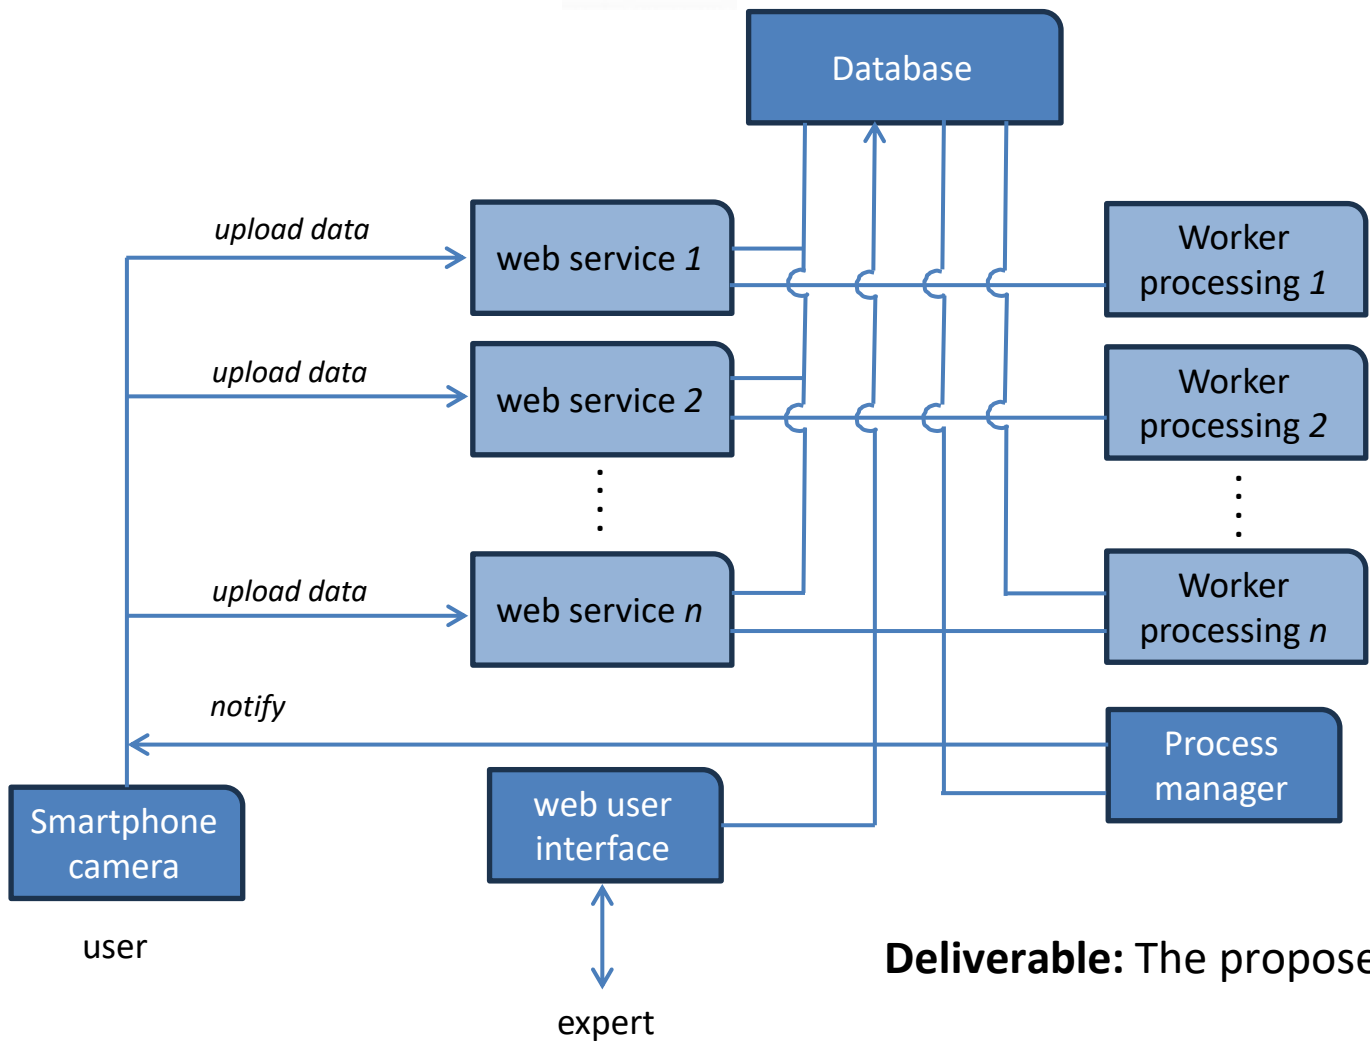 Database
upload data
web service 1
Worker
processing 1
upload data
web service 2
Worker
processing 2
upload data
web service n
Worker
processing n
notify
Process
manager
Smartphone
camera
web user
interface
user
Deliverable: The propose
expert